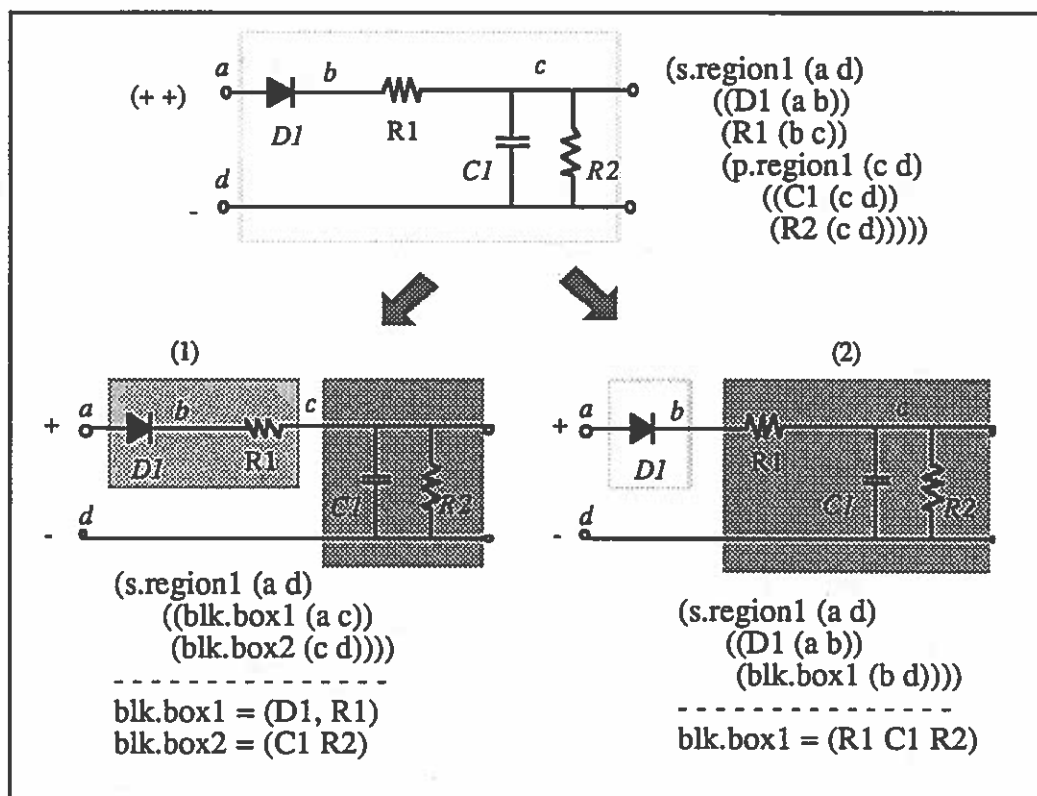 a b c
(+ +)
D1 R1
C1 R2
d
-
(s.region1 (a d)
((D1 (a b))
(R1 (b c))
(p.region1 (c d)
((C1 (c d))
(R2 (c d)))))
(1)
+ a b c
D1 R1
C1 R2
- d
(s.region1 (a d)
((blk.box1 (a c))
(blk.box2 (c d))))
blk.box1 = (D1, R1)
blk.box2 = (C1 R2)
(2)
+ a b
D1 R1
C1 R2
- d
(s.region1 (a d)
((D1 (a b))
(blk.box1 (b d))))
blk.box1 = (R1 C1 R2)